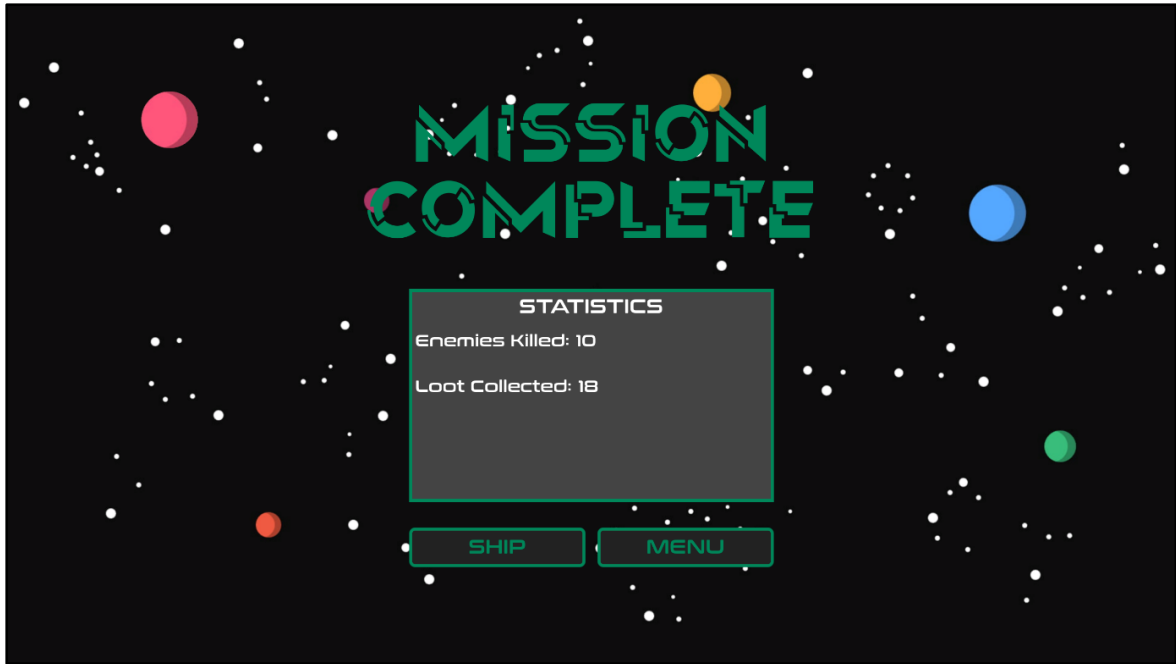 MISSION
COMPLETE
STATISTICS
Enemies Killed: 10
Loot Collected: 18
SHIP
MENU